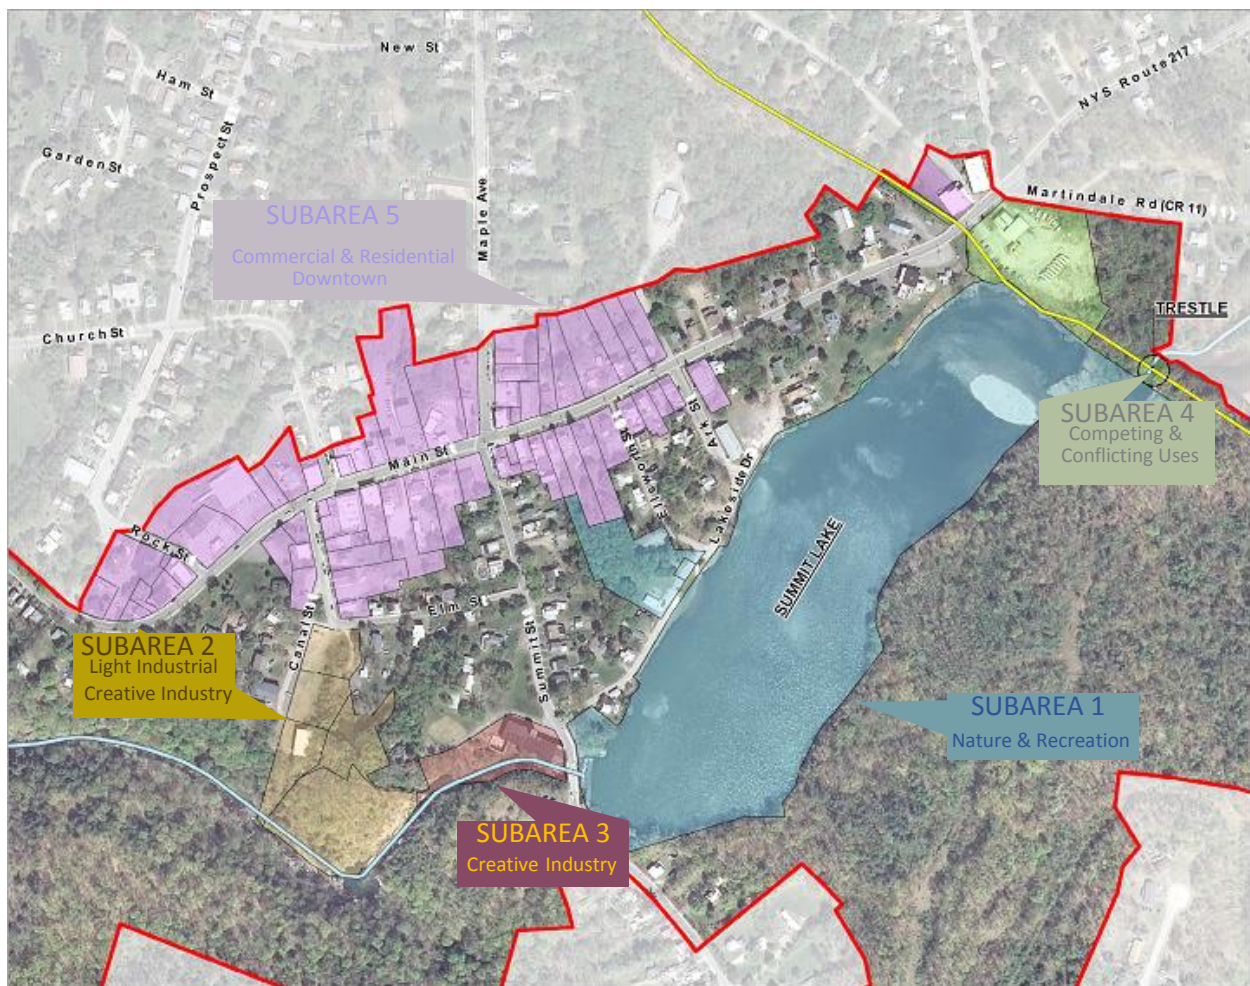 New St
Ham St
NYS Route 217
Garden St
Prospect St
Maple Ave
Martindale Rd (CR 11)
SUBAREA 5
Commercial & Residential
Downtown
Church St
TRESTLE
SUBAREA 4
Competing &
Conflicting Uses
Main St
Ark St
Ellsworth St
Lakeside Dr
Rock St
SUMMIT LAKE
Elm St
Canal St
Summit St
SUBAREA 2
Light Industrial
Creative Industry
SUBAREA 1
Nature & Recreation
SUBAREA 3
Creative Industry